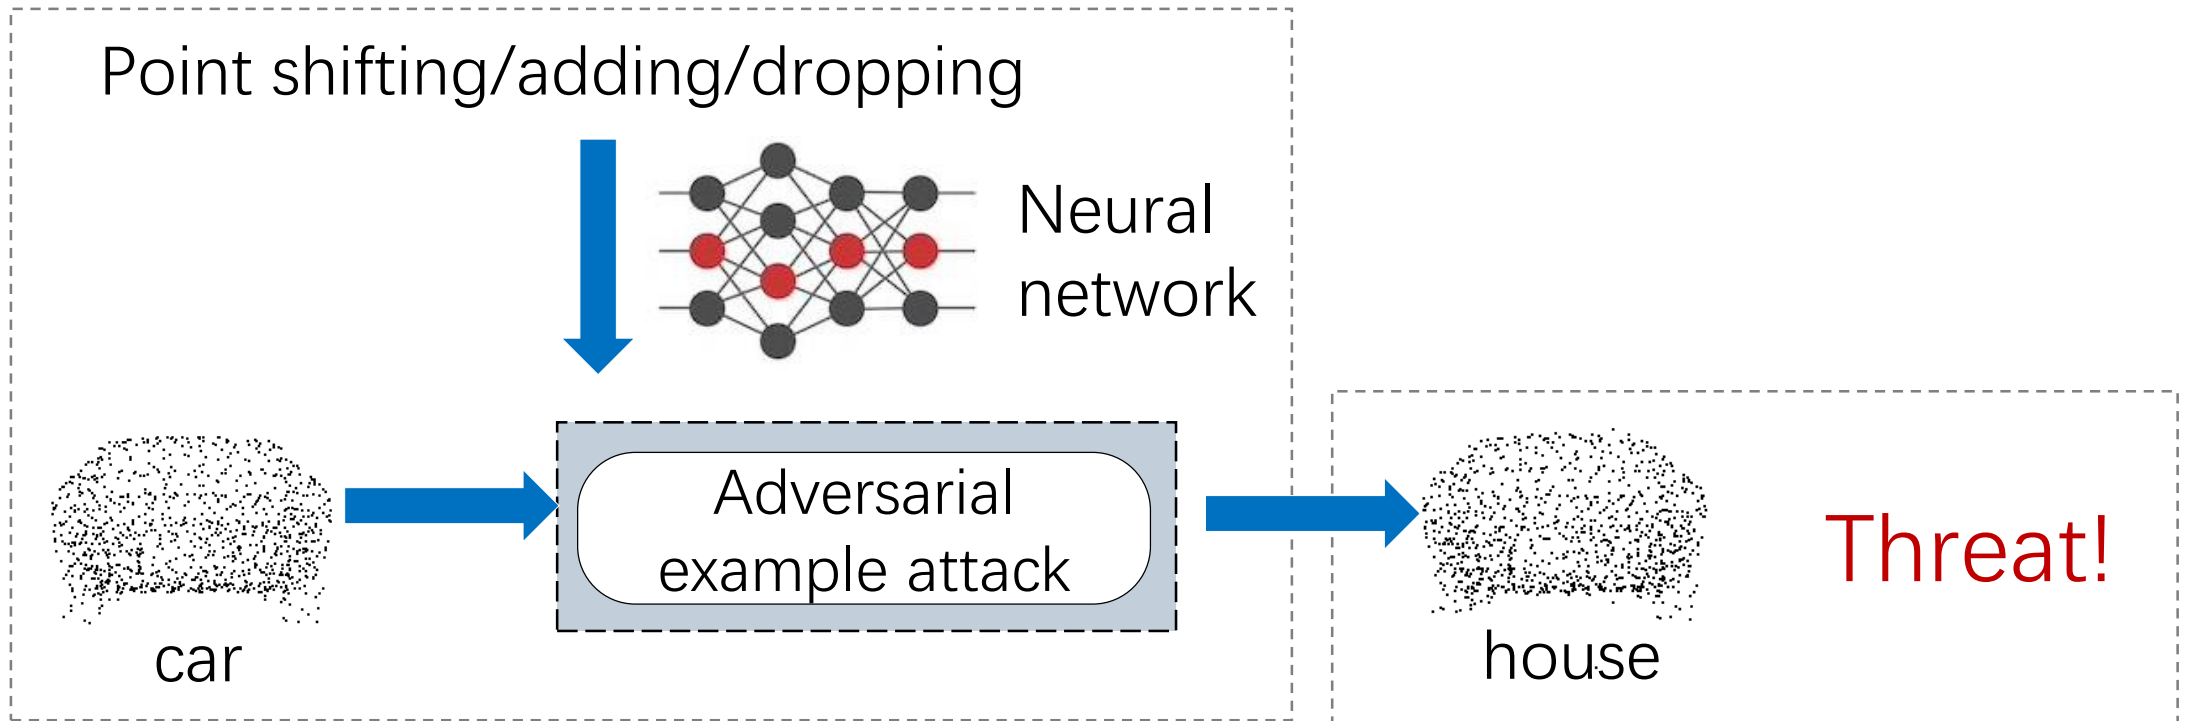 Point shifting/adding/dropping
Neural
network
Adversarial
example attack
car
house
Threat!